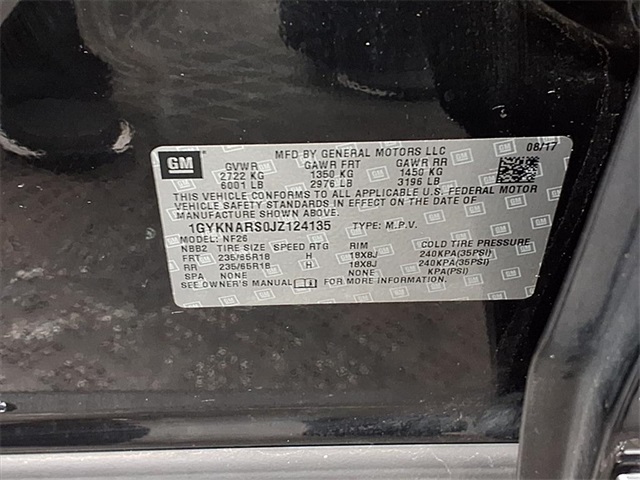 GM
MFD BY GENERAL MOTORS LLC 08/17
GVWR GAWR FRT GAWR RR
2722 KG 1350 KG 1450 KG
6001 LB 2976 LB 3196 LB
THIS VEHICLE CONFORMS TO ALL APPLICABLE U.S. FEDERAL MOTOR
VEHICLE SAFETY STANDARDS IN EFFECT ON THE DATE OF
MANUFACTURE SHOWN ABOVE.
1GYKNARS0JZ124135 TYPE: M.P.V.
MODEL: NF26
NBB2 TIRE SIZE SPEED RTG RIM COLD TIRE PRESSURE
FRT 235/65R18 H 18X8J 240KPA(35PSI)
RR 235/65R18 H 18X8J 240KPA(35PSI)
SPA NONE NONE KPA(PSI)
SEE OWNER'S MANUAL FOR MORE INFORMATION.